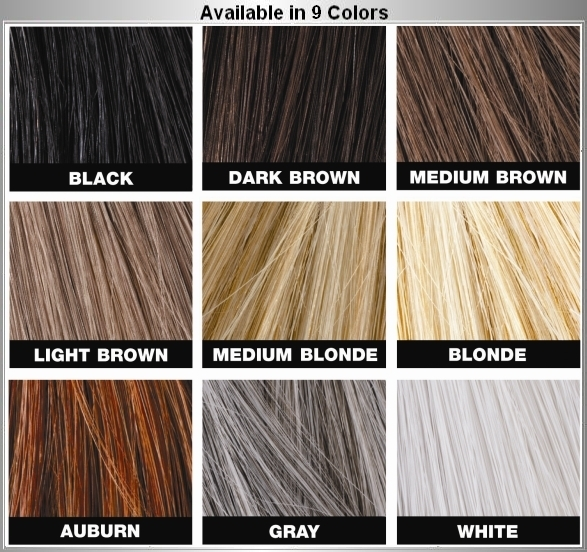 Available in 9 Colors
BLACK
DARK BROWN
MEDIUM BROWN
LIGHT BROWN
MEDIUM BLONDE
BLONDE
AUBURN
GRAY
WHITE